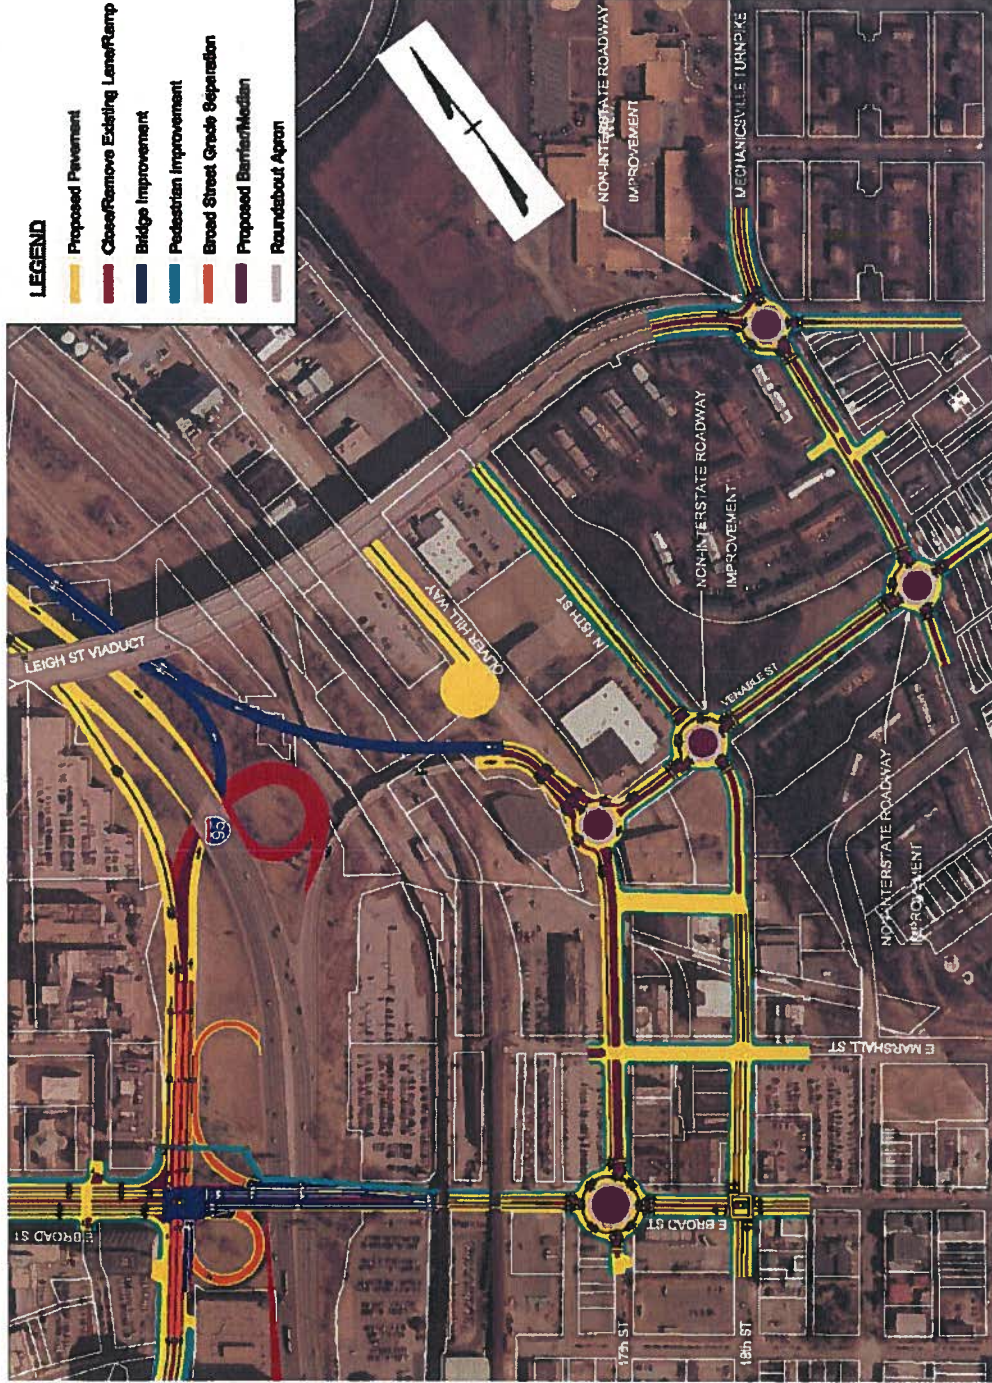 LEGEND
Proposed Pavement
Close/Remove Existing Lane/Ramp
Bridge Improvement
Pedestrian Improvement
Broad Street Grade Separation
Proposed Barrier/Median
Roundabout Apron
NON-INTERSTATE ROADWAY
IMPROVEMENT
MECHANICSVILLE TURNPIKE
LEIGH ST VIADUCT
OLIVER HILL WAY
N 18TH ST
NON-INTERSTATE ROADWAY
IMPROVEMENT
VENABLE ST
95
NON-INTERSTATE ROADWAY
IMPROVEMENT
E MARSHALL ST
E BROAD ST
E BROAD ST
17th ST
18th ST